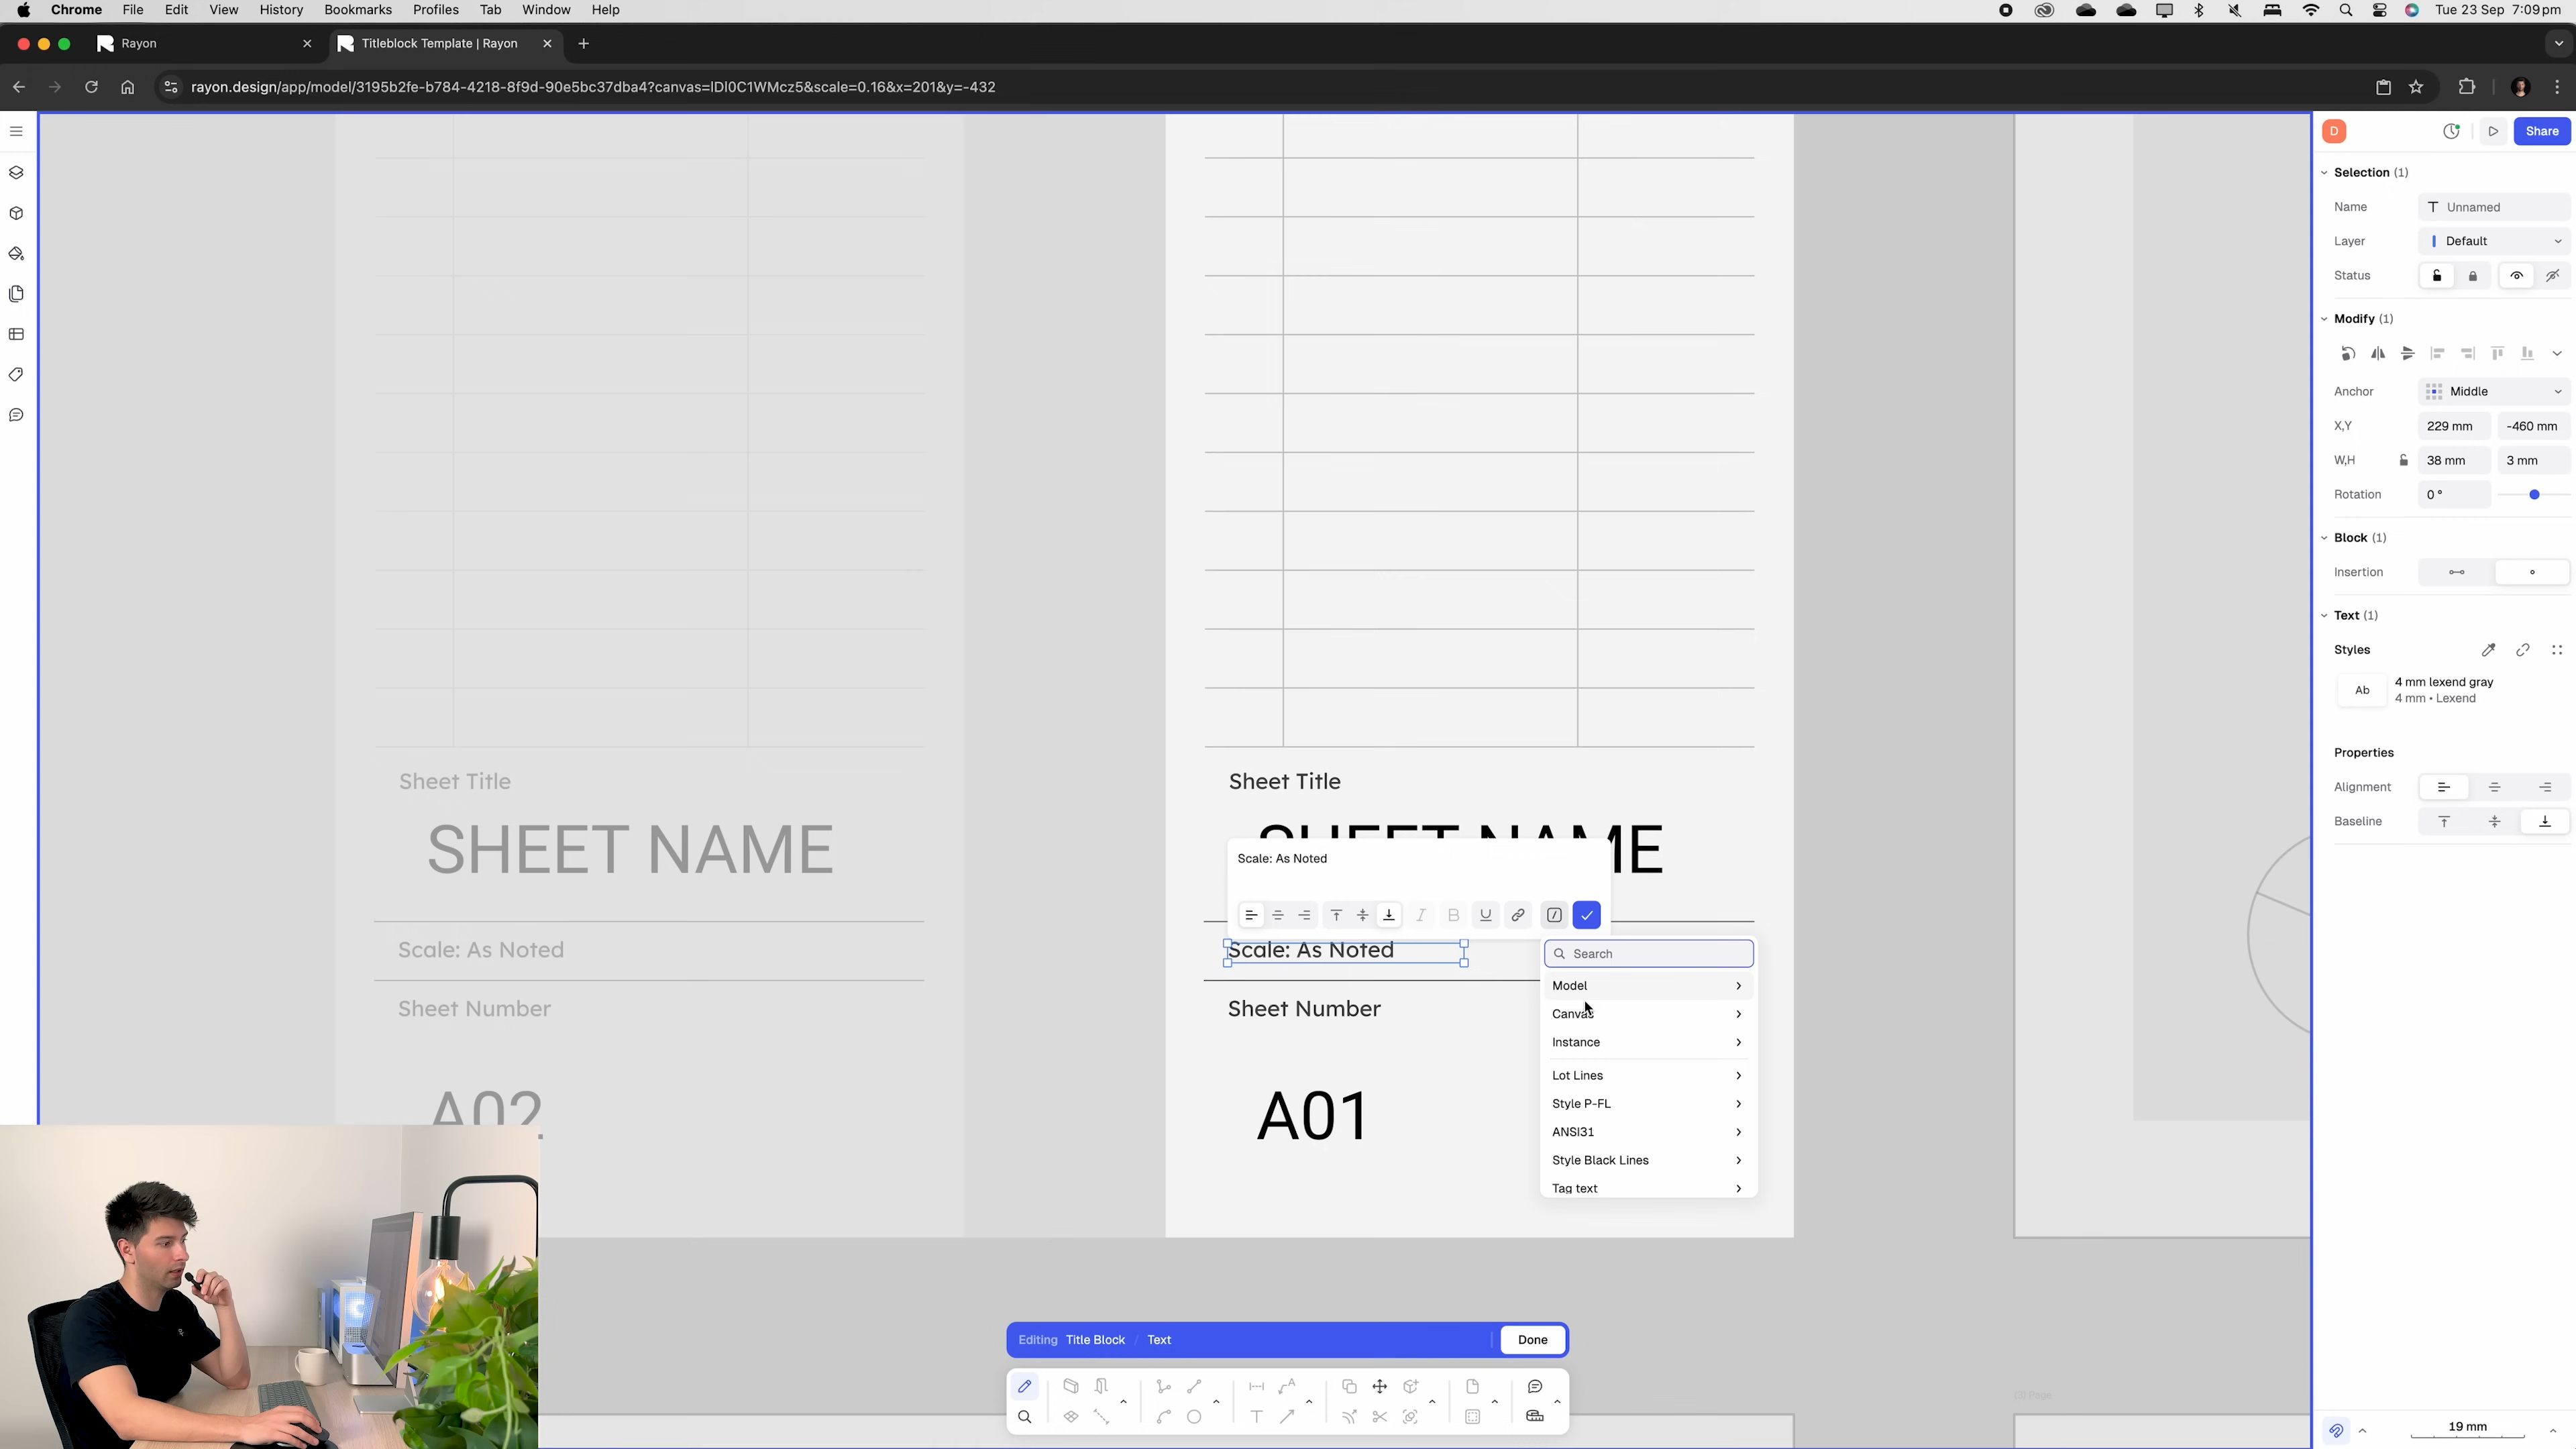 Chrome File Edit View History Bookmarks Profiles Tab Window Help Tue 23 Sep 7:09 pm
Rayon Titleblock Template | Rayon
rayon.design/app/model/3195b2fe-b784-4218-8f9d-90e5bc37dba4?canvas=lDI0C1WMcz5&scale=0.16&x=201&y=-432
D Share
Selection (1)
Name Unnamed
Layer Default
Status
Modify (1)
Anchor Middle
X,Y 229 mm -460 mm
W,H 38 mm 3 mm
Rotation 0 °
Block (1)
Insertion
Text (1)
Styles
Ab 4 mm lexend gray
4 mm • Lexend
Properties
Alignment
Baseline
Sheet Title
SHEET NAME
Scale: As Noted
Sheet Number
A02
Sheet Title
SHEET NAME
Scale: As Noted
Scale: As Noted
Sheet Number
A01
Search
Model
Canvas
Instance
Lot Lines
Style P-FL
ANSI31
Style Black Lines
Tag text
Editing Title Block / Text Done
19 mm